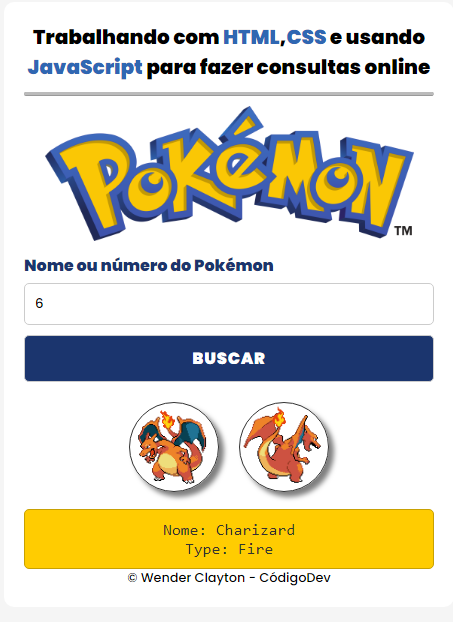 Trabalhando com HTML,CSS e usando
JavaScript para fazer consultas online
POKéMON
TM
Nome ou número do Pokémon
6
BUSCAR
Nome: Charizard
Type: Fire
© Wender Clayton - CódigoDev